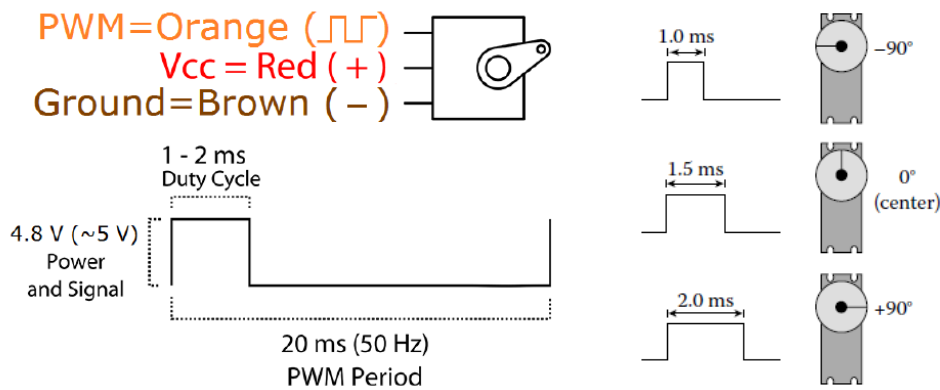 PWM=Orange (⎍⎍)
Vcc = Red ( + )
Ground=Brown ( − )
1 - 2 ms
Duty Cycle
4.8 V (~5 V)
Power
and Signal
20 ms (50 Hz)
PWM Period
1.0 ms
−90°
1.5 ms
0°
(center)
2.0 ms
+90°